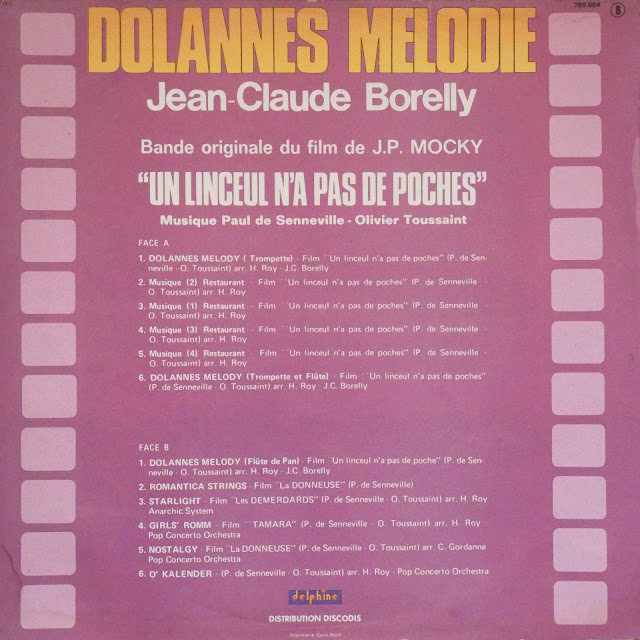 700.004 B
DOLANNES MELODIE
Jean-Claude Borelly
Bande originale du film de J.P. MOCKY
"UN LINCEUL N'A PAS DE POCHES"
Musique Paul de Senneville - Olivier Toussaint
FACE A
1. DOLANNES MELODY ( Trompette) - Film ¨Un linceul n'a pas de poches" (P. de Sen-
neville - O. Toussaint) arr. H. Roy - J.C. Borelly
2. Musique (2) Restaurant - Film ¨Un linceul n'a pas de poches" (P. de Senneville -
O. Toussaint) arr. H. Roy
3. Musique (1) Restaurant - Film ¨Un linceul n'a pas de poches" (P. de Senneville -
O. Toussaint) arr. H. Roy
4. Musique (3) Restaurant - Film ¨Un linceul n'a pas de poches" (P. de Senneville -
O. Toussaint) arr. H. Roy
5. Musique (4) Restaurant - Film ¨Un linceul n'a pas de poches" (P. de Senneville -
O. Toussaint) arr. H. Roy
6. DOLANNES MELODY (Trompette et Flûte) - Film ¨Un linceul n'a pas de poches"
(P. de Senneville - O. Toussaint) arr. H. Roy - J.C. Borelly
FACE B
1. DOLANNES MELODY (Flûte de Pan) - Film ¨Un linceul n'a pas de poche" (P. de Sen-
neville - O. Toussaint) arr. H. Roy - J.C. Borelly
2. ROMANTICA STRINGS - Film ¨La DONNEUSE" (P. de Senneville)
3. STARLIGHT - Film ¨Les DEMERDARDS" (P. de Senneville - O. Toussaint) arr. H. Roy
Anarchic System
4. GIRLS' ROMM - Film ¨TAMARA" (P. de Senneville - O. Toussaint) arr. H. Roy -
Pop Concerto Orchestra
5. NOSTALGY - Film ¨La DONNEUSE" (P. de Senneville - O. Toussaint) arr. C. Gordanne
Pop Concerto Orchestra
6. O' KALENDER - (P. de Senneville - O. Toussaint) arr. H. Roy - Pop Concerto Orchestra
delphine
DISTRIBUTION DISCODIS
Imprimerie Saint-Roch